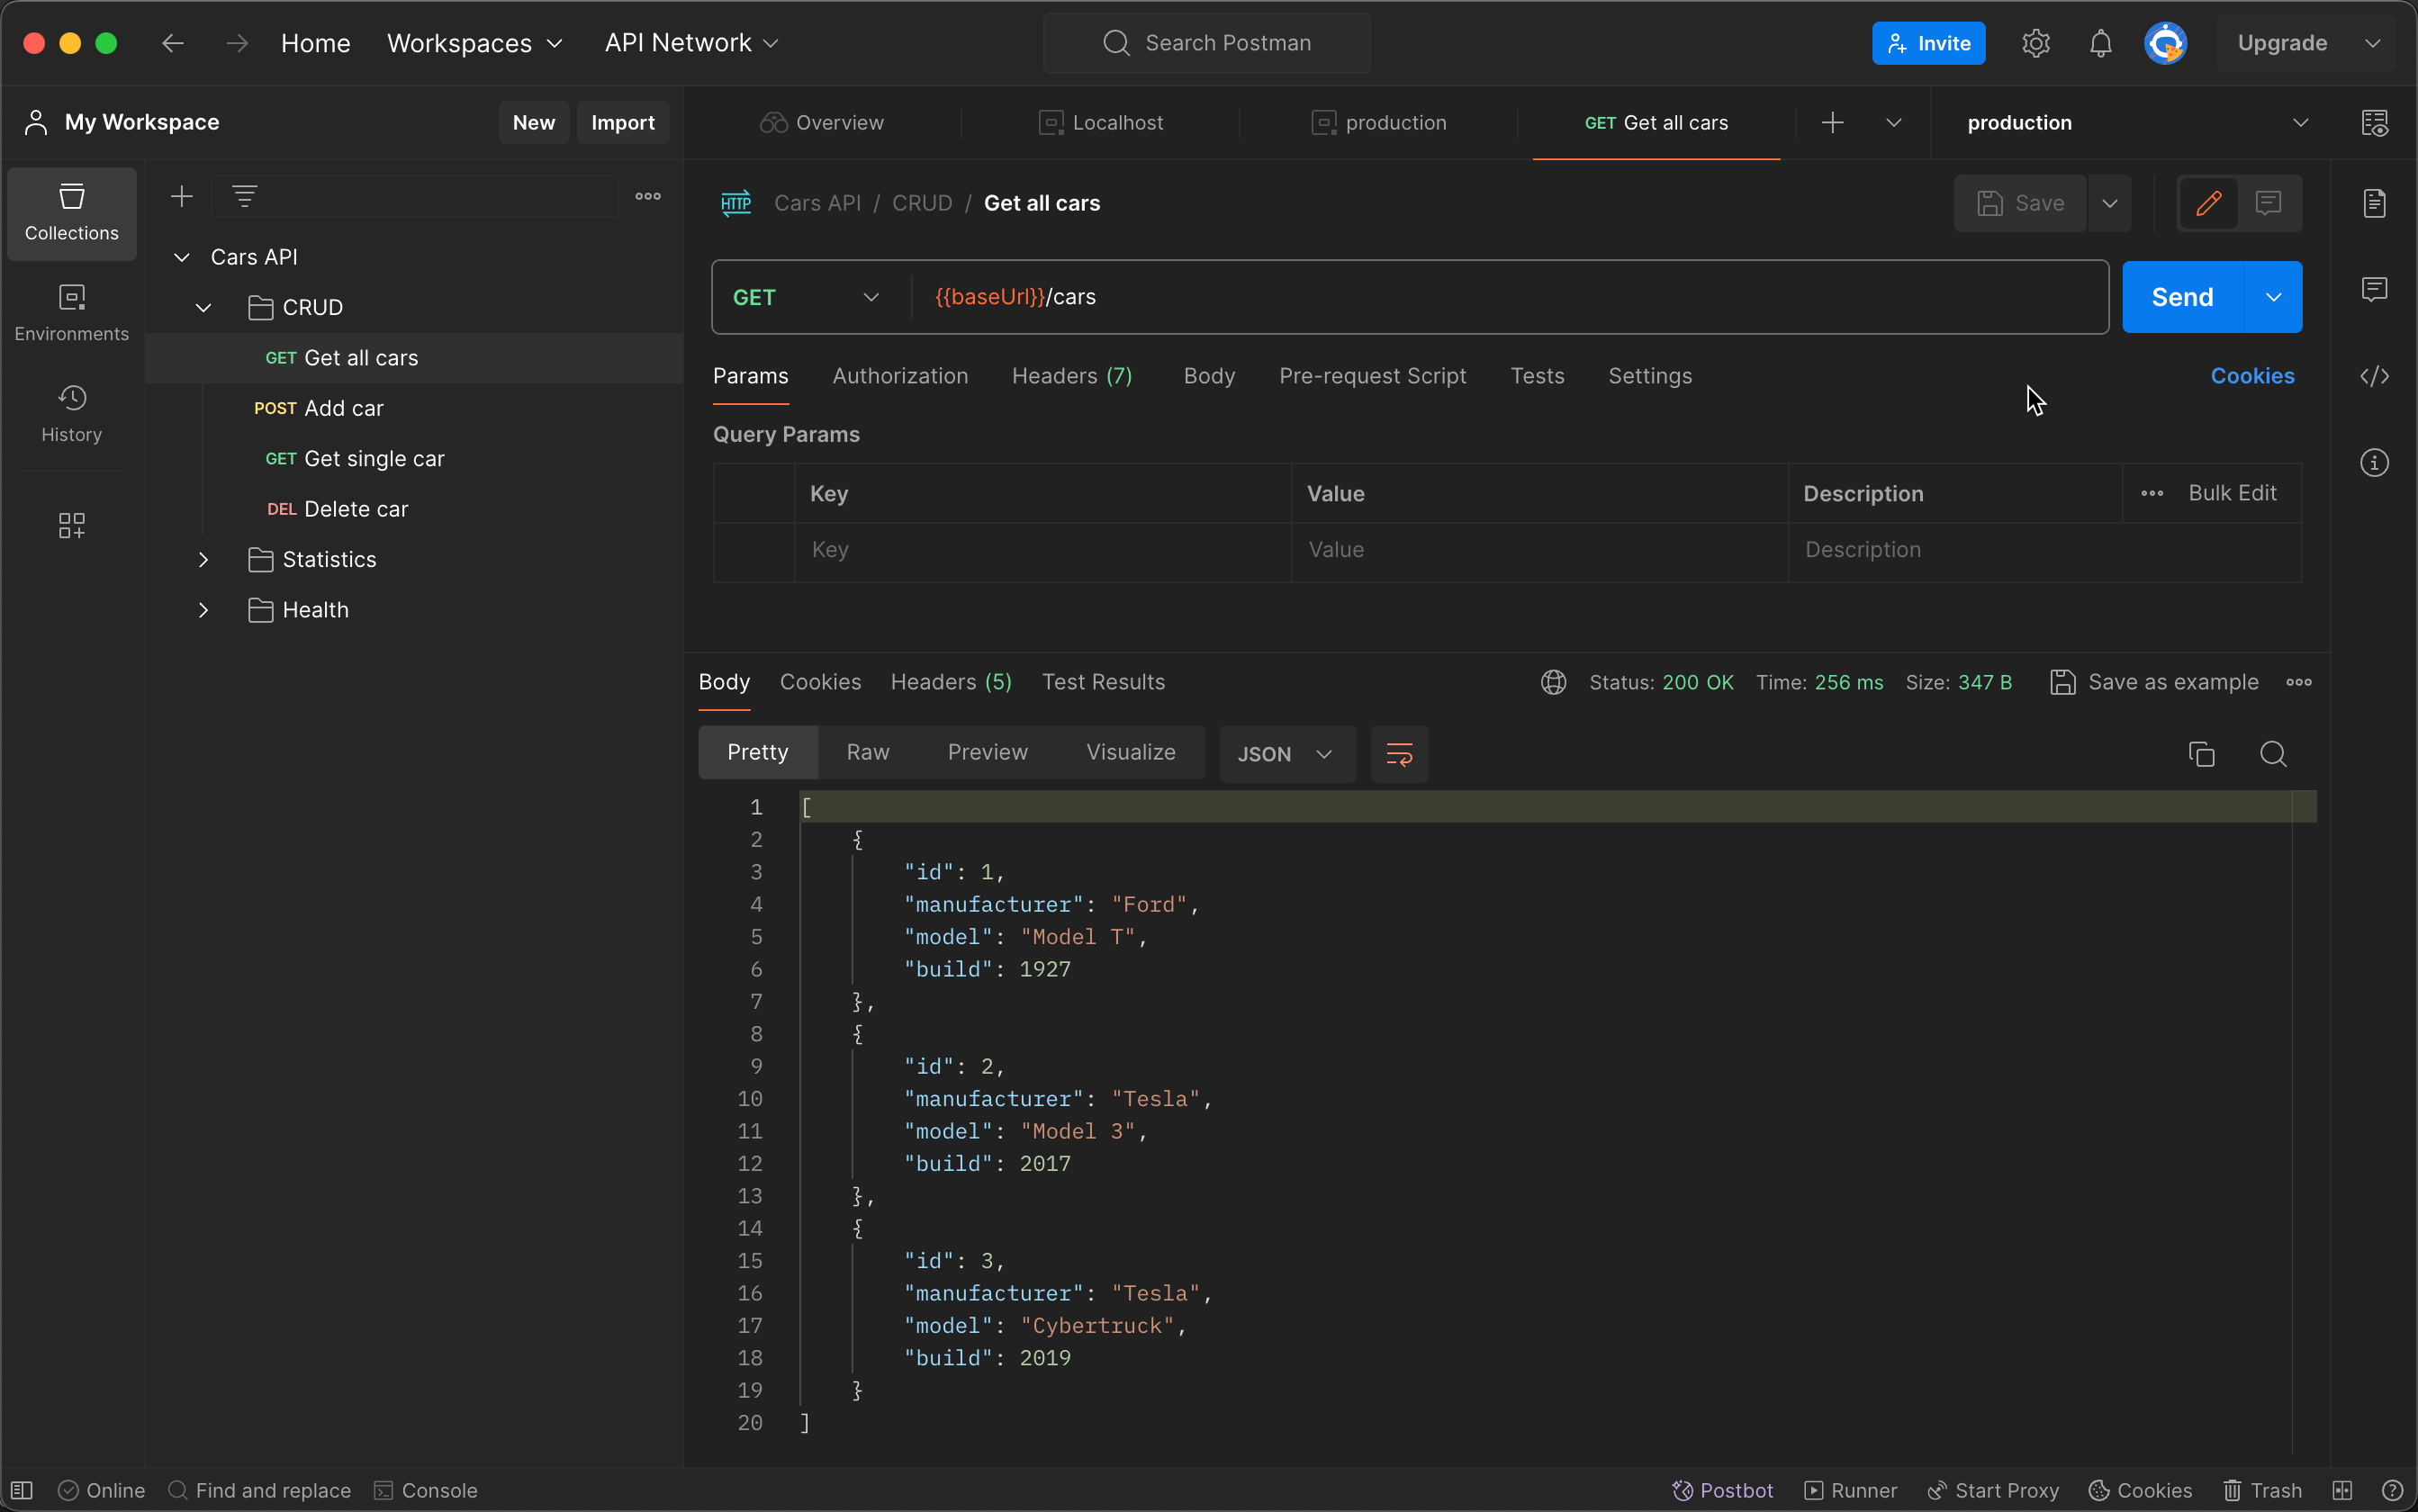 Home Workspaces API Network Search Postman Invite Upgrade
My Workspace New Import Overview Localhost production GET Get all cars production
Collections
Environments
History
Cars API
CRUD
GET Get all cars
POST Add car
GET Get single car
DEL Delete car
Statistics
Health
HTTP Cars API / CRUD / Get all cars Save
GET {{baseUrl}}/cars Send
Params Authorization Headers (7) Body Pre-request Script Tests Settings Cookies
Query Params
Key Value Description Bulk Edit
Key Value Description
Body Cookies Headers (5) Test Results Status: 200 OK Time: 256 ms Size: 347 B Save as example
Pretty Raw Preview Visualize JSON
1 [
2 {
3 "id": 1,
4 "manufacturer": "Ford",
5 "model": "Model T",
6 "build": 1927
7 },
8 {
9 "id": 2,
10 "manufacturer": "Tesla",
11 "model": "Model 3",
12 "build": 2017
13 },
14 {
15 "id": 3,
16 "manufacturer": "Tesla",
17 "model": "Cybertruck",
18 "build": 2019
19 }
20 ]
Online Find and replace Console Postbot Runner Start Proxy Cookies Trash